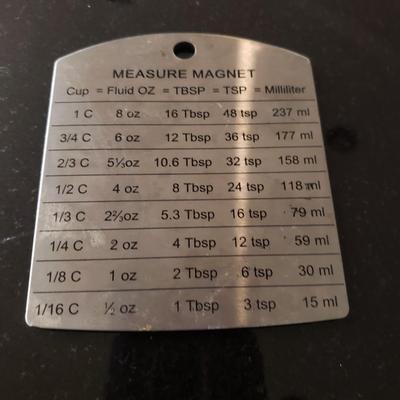 MEASURE MAGNET
Cup = Fluid OZ = TBSP = TSP = Milliliter
1 C 8 oz 16 Tbsp 48 tsp 237 ml
3/4 C 6 oz 12 Tbsp 36 tsp 177 ml
2/3 C 5⅓oz 10.6 Tbsp 32 tsp 158 ml
1/2 C 4 oz 8 Tbsp 24 tsp 118 ml
1/3 C 2⅔oz 5.3 Tbsp 16 tsp 79 ml
1/4 C 2 oz 4 Tbsp 12 tsp 59 ml
1/8 C 1 oz 2 Tbsp 6 tsp 30 ml
1/16 C ½ oz 1 Tbsp 3 tsp 15 ml